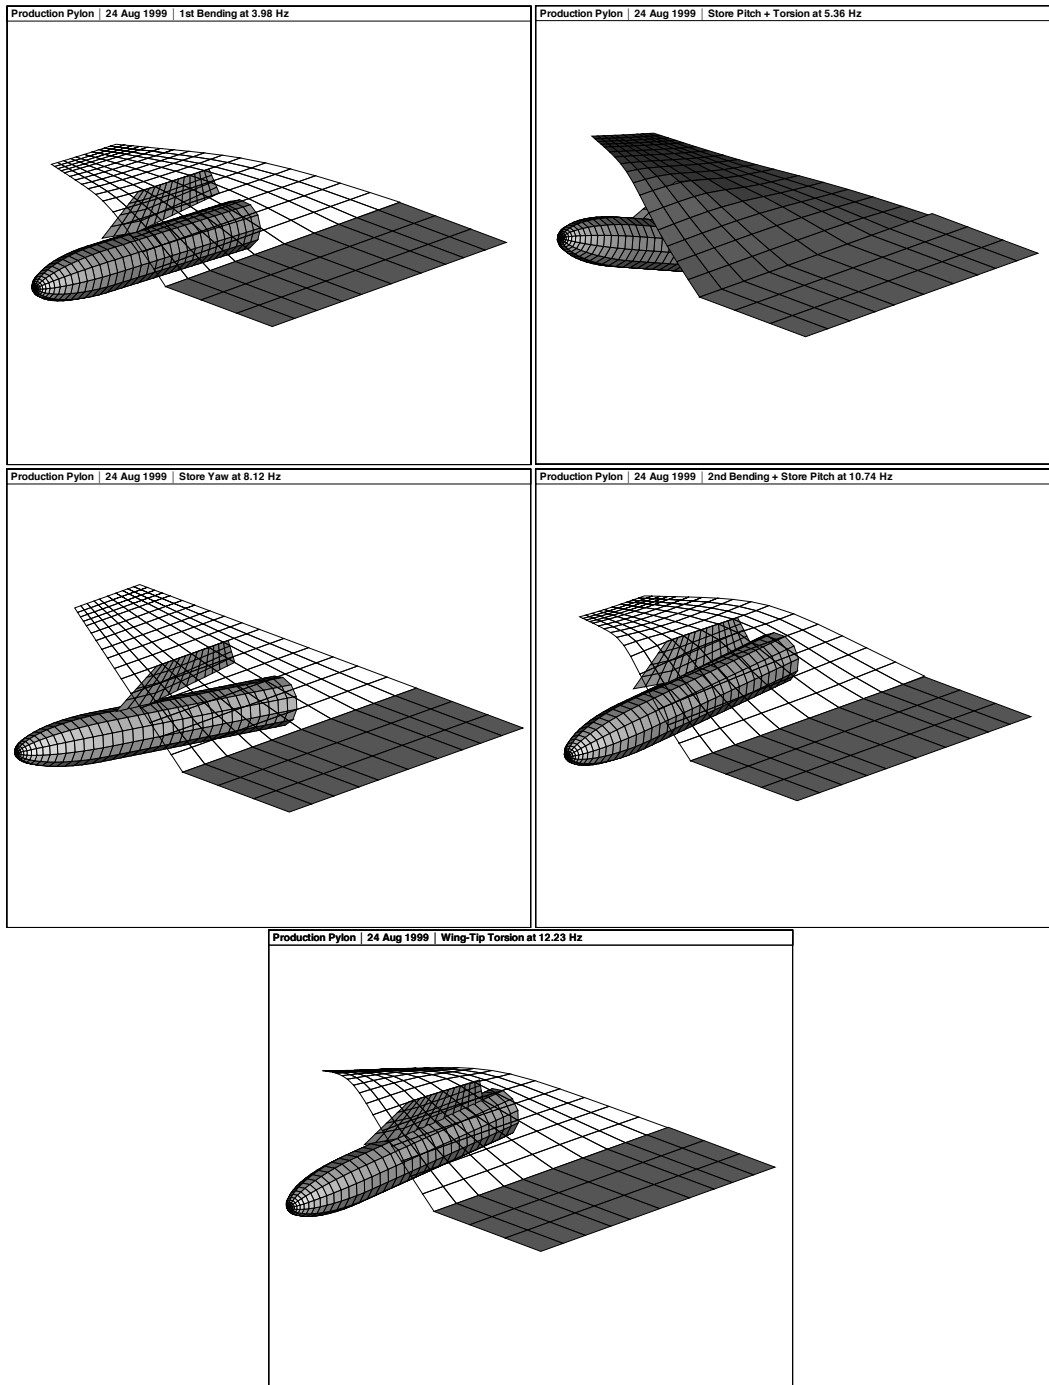 Production Pylon | 24 Aug 1999 | 1st Bending at 3.98 Hz
Production Pylon | 24 Aug 1999 | Store Pitch + Torsion at 5.36 Hz
Production Pylon | 24 Aug 1999 | Store Yaw at 8.12 Hz
Production Pylon | 24 Aug 1999 | 2nd Bending + Store Pitch at 10.74 Hz
Production Pylon | 24 Aug 1999 | Wing-Tip Torsion at 12.23 Hz